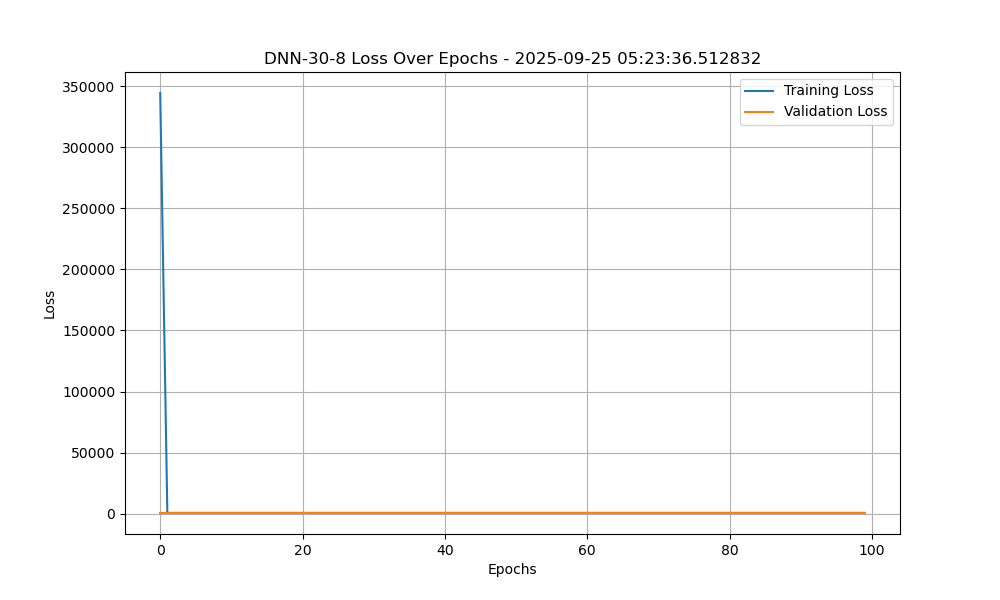 DNN-30-8 Loss Over Epochs - 2025-09-25 05:23:36.512832
Training Loss
Validation Loss
350000
300000
250000
200000
150000
100000
50000
0
Loss
0 20 40 60 80 100
Epochs